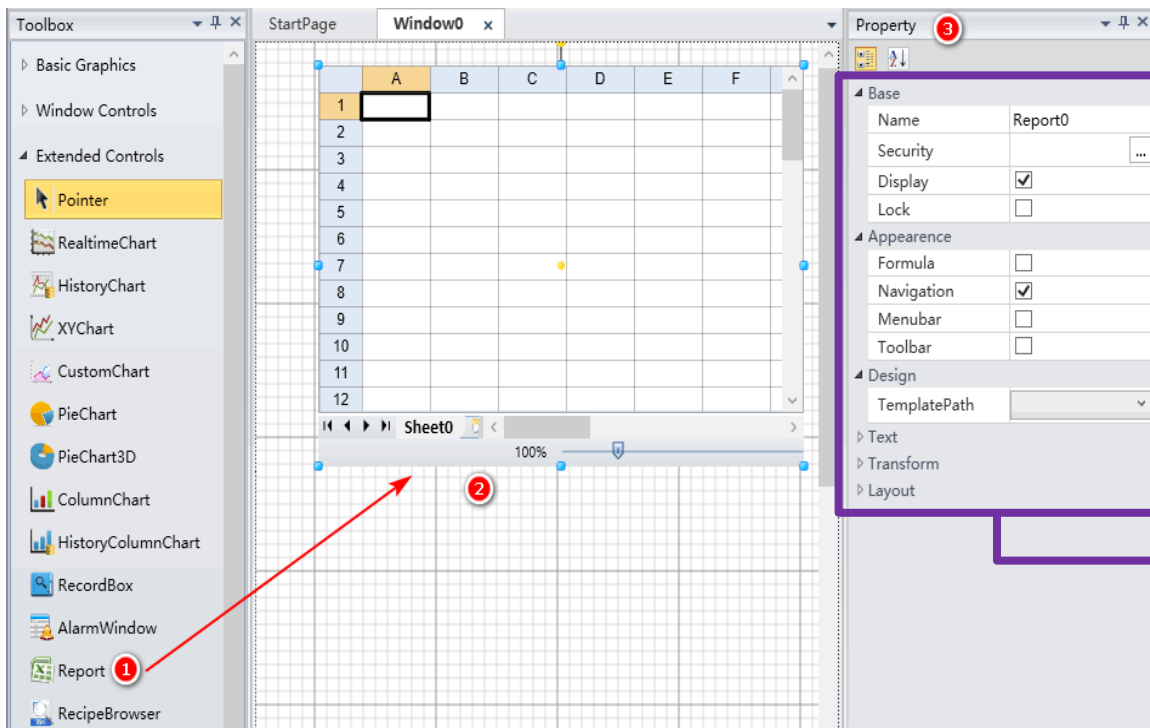 Toolbox
Basic Graphics
Window Controls
Extended Controls
Pointer
RealtimeChart
HistoryChart
XYChart
CustomChart
PieChart
PieChart3D
ColumnChart
HistoryColumnChart
RecordBox
AlarmWindow
Report 1
RecipeBrowser
StartPage Window0 x
A B C D E F
1
2
3
4
5
6
7
8
9
10
11
12
Sheet0
100%
2
Property 3
Base
Name Report0
Security ...
Display
Lock
Appearence
Formula
Navigation
Menubar
Toolbar
Design
TemplatePath
Text
Transform
Layout